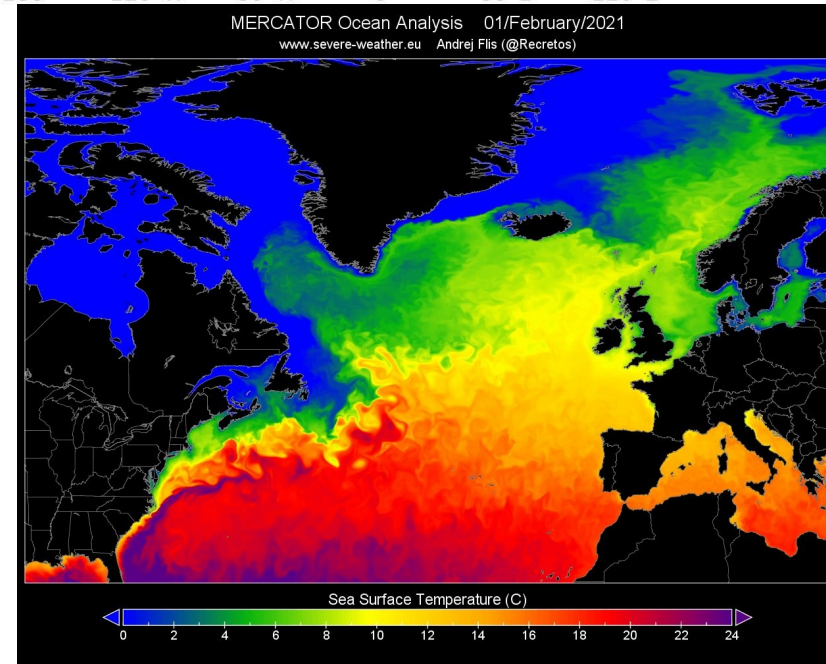 MERCATOR Ocean Analysis 01/February/2021
www.severe-weather.eu Andrej Flis (@Recretos)
Sea Surface Temperature (C)
0 2 4 6 8 10 12 14 16 18 20 22 24